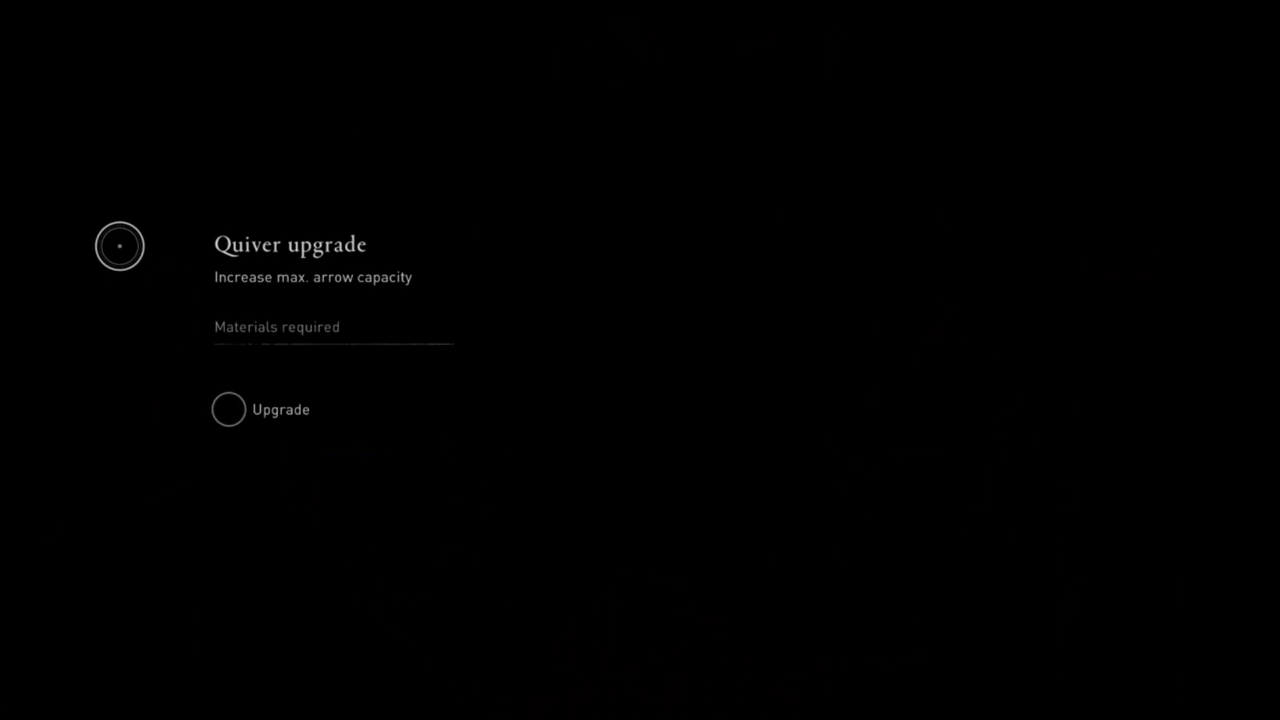 Quiver upgrade
Increase max. arrow capacity
Materials required
Upgrade